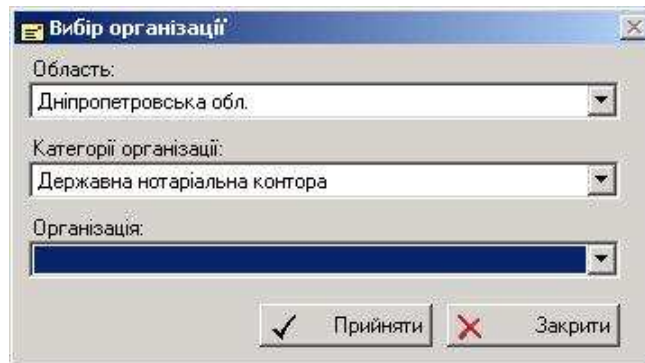 Вибір організації
Область:
Дніпропетровська обл.
Категорії організації:
Державна нотаріальна контора
Організація:
Прийняти Закрити